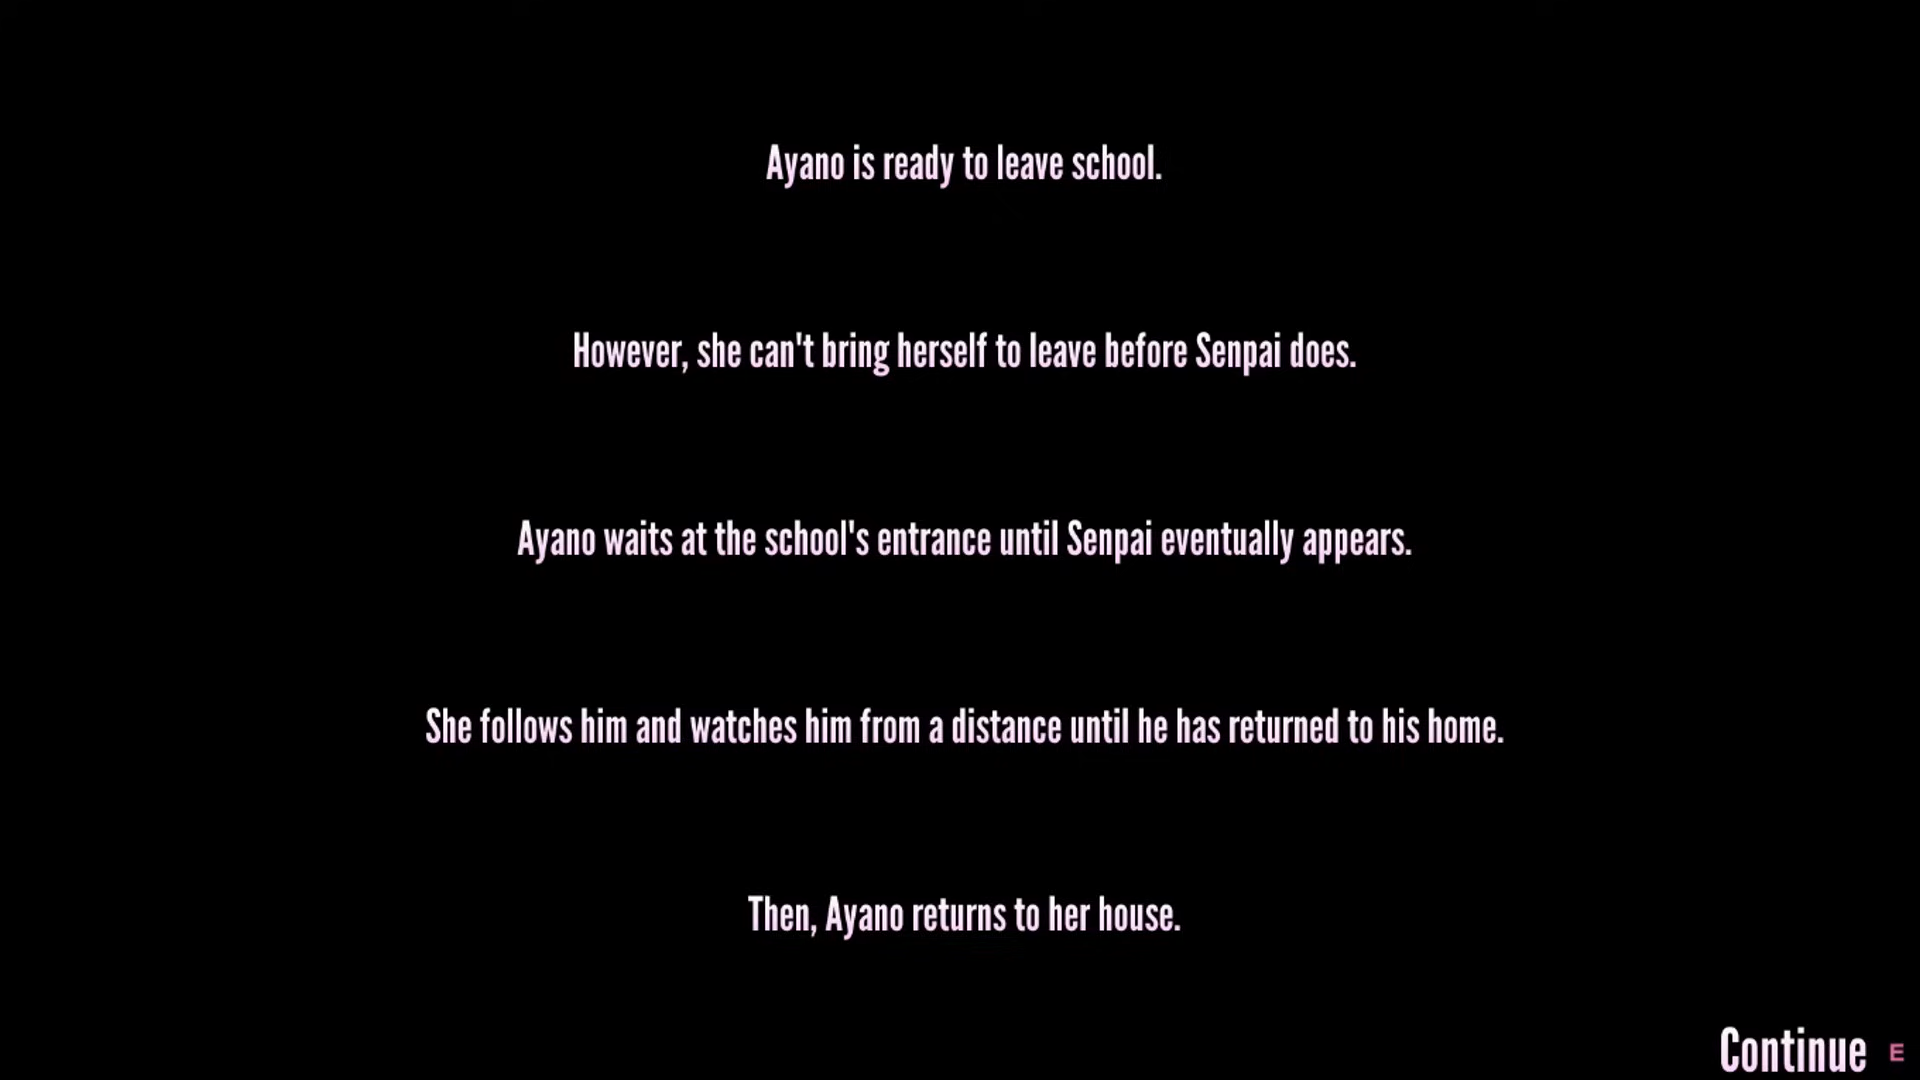 Ayano is ready to leave school.
However, she can't bring herself to leave before Senpai does.
Ayano waits at the school's entrance until Senpai eventually appears.
She follows him and watches him from a distance until he has returned to his home.
Then, Ayano returns to her house.
Continue E